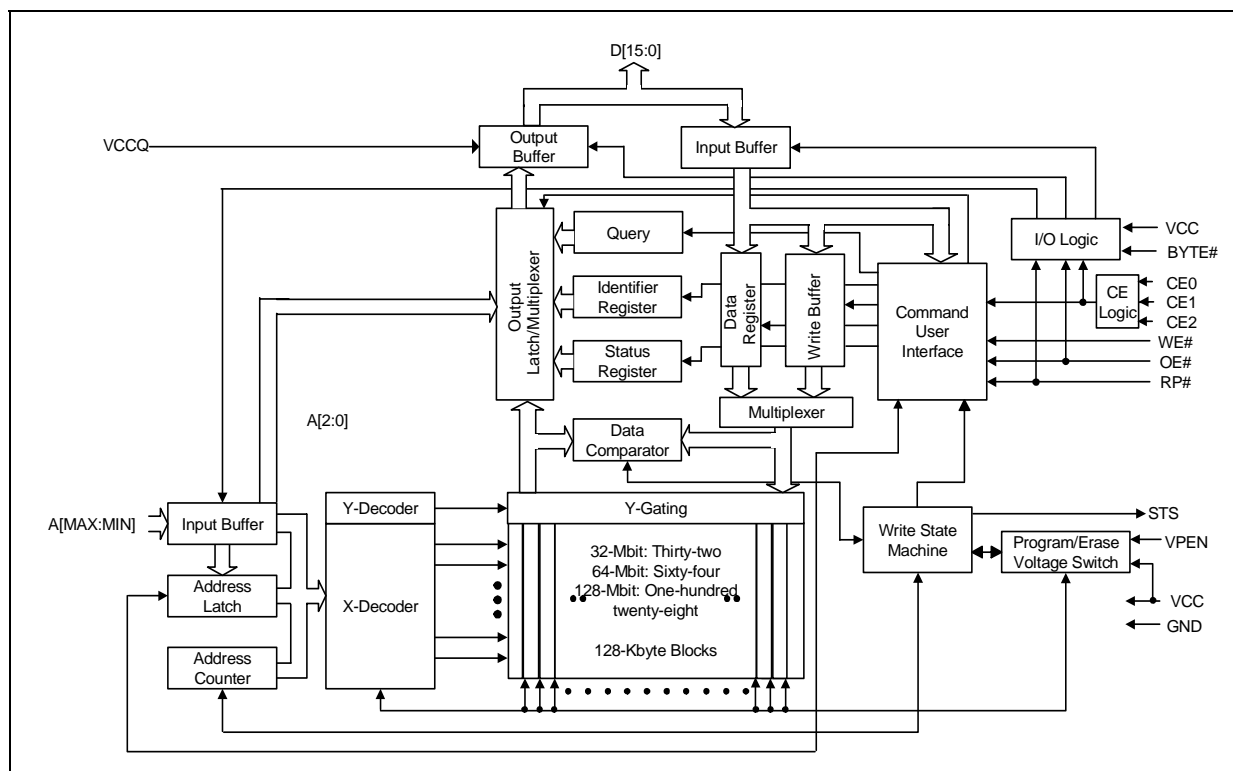 D[15:0]
VCCQ
Output
Buffer
Input Buffer
Output
Latch/Multiplexer
Query
Identifier
Register
Status
Register
Data
Register
Write Buffer
Command
User
Interface
I/O Logic
VCC
BYTE#
CE
Logic
CE0
CE1
CE2
WE#
OE#
RP#
Multiplexer
A[2:0]
Data
Comparator
A[MAX:MIN]
Input Buffer
Y-Decoder
Y-Gating
Write State
Machine
STS
Program/Erase
Voltage Switch
VPEN
VCC
GND
Address
Latch
X-Decoder
32-Mbit: Thirty-two
64-Mbit: Sixty-four
128-Mbit: One-hundred
twenty-eight
128-Kbyte Blocks
Address
Counter